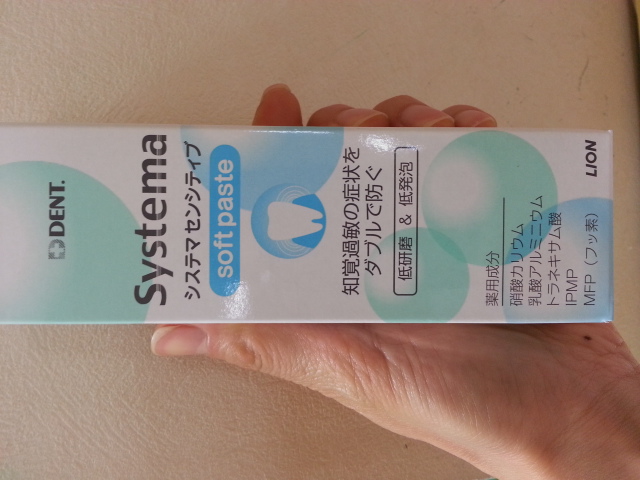 DENT.
Systema
システマ センシティブ
soft paste
知覚過敏の症状を
ダブルで防ぐ
低研磨 & 低発泡
薬用成分
硝酸カリウム
乳酸アルミニウム
トラネキサム酸
IPMP
MFP(フッ素)
LION